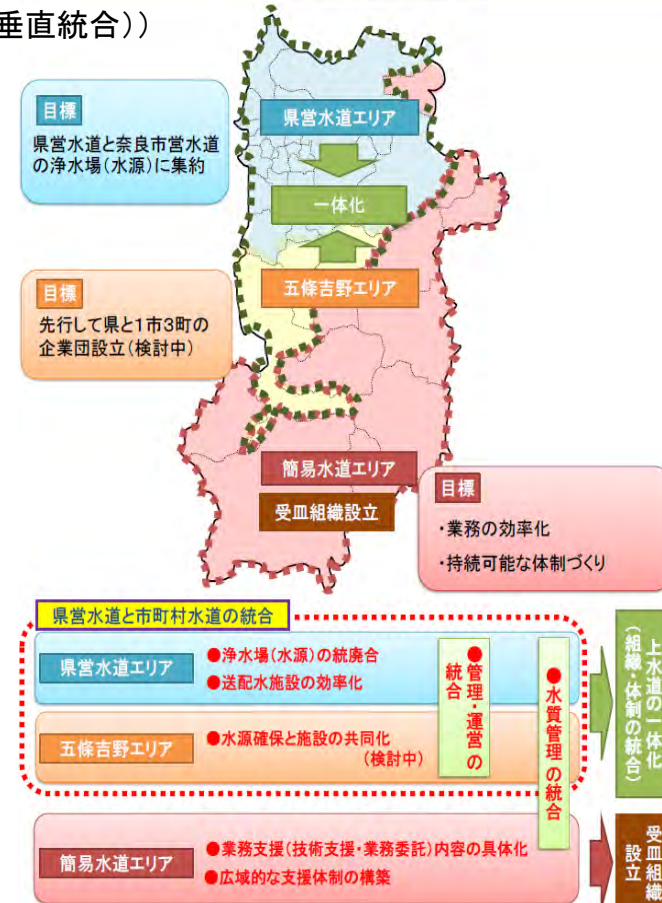 垂直統合))
目標
県営水道と奈良市営水道
の浄水場(水源)に集約
県営水道エリア
一体化
五條吉野エリア
目標
先行して県と1市3町の
企業団設立(検討中)
簡易水道エリア
受皿組織設立
目標
・業務の効率化
・持続可能な体制づくり
県営水道と市町村水道の統合
県営水道エリア
●浄水場(水源)の統廃合
●送配水施設の効率化
五條吉野エリア
●水源確保と施設の共同化
(検討中)
●管理・運営の
統合
●水質管理の統合
上水道の一体化
(組織・体制の統合)
簡易水道エリア
●業務支援(技術支援・業務委託)内容の具体化
●広域的な支援体制の構築
受皿組織
設立